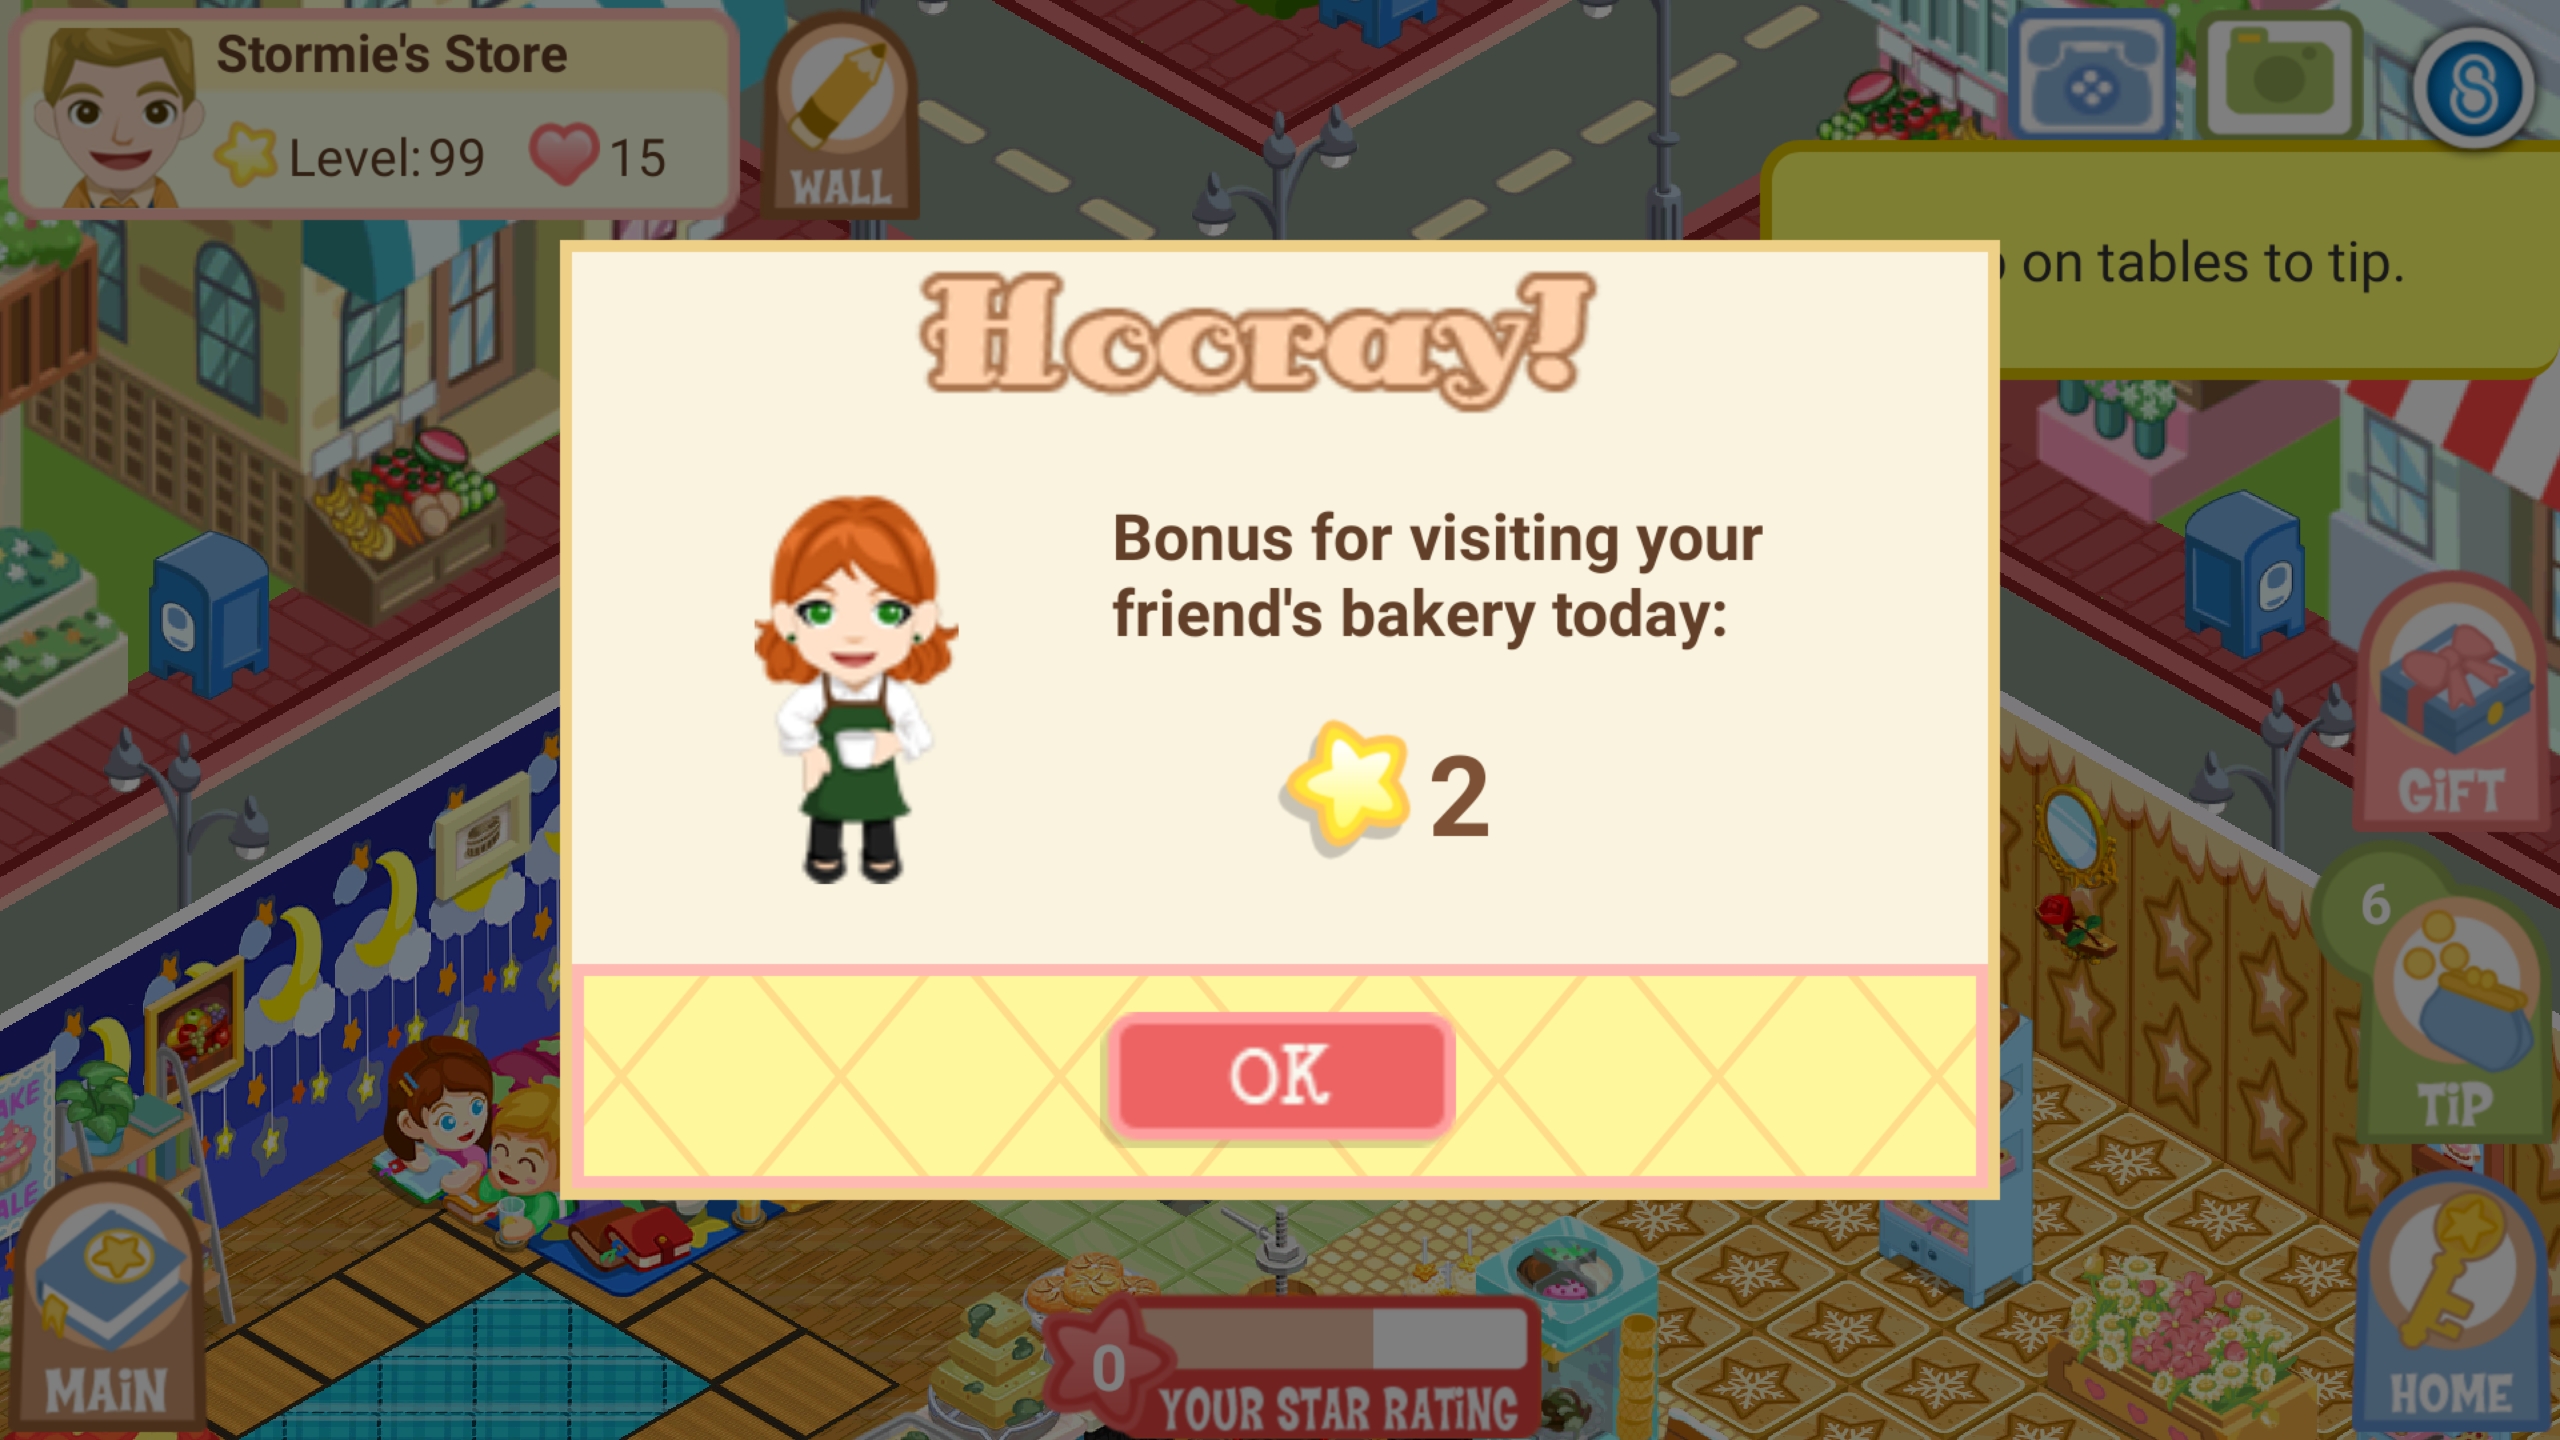 Stormie's Store
Level: 99
15
WALL
on tables to tip.
Hooray!
Bonus for visiting your
friend's bakery today:
2
OK
GiFT
6
TiP
MAiN
0
YOUR STAR RATiNG
HOME